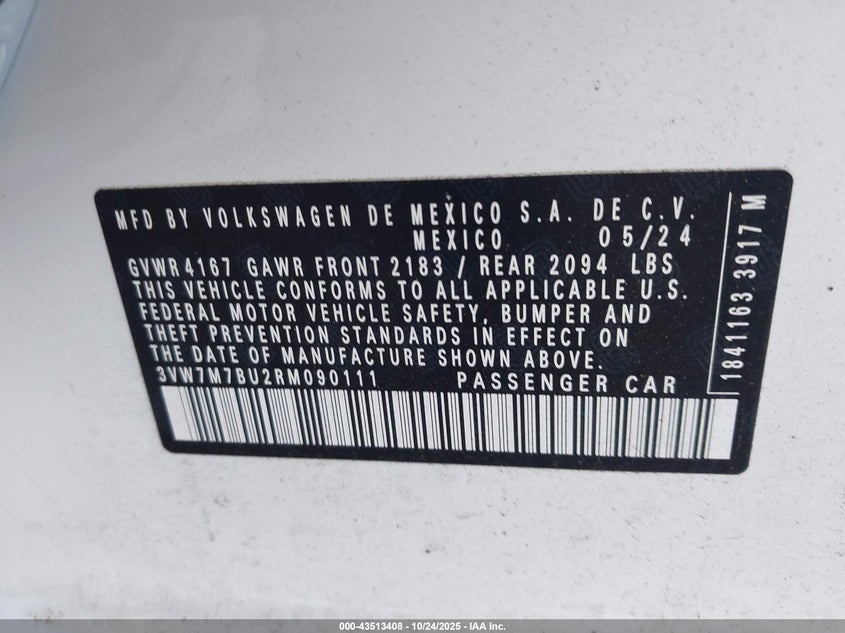 MFD BY VOLKSWAGEN DE MEXICO S.A. DE C.V.
MEXICO 05/24
GVWR4167 GAWR FRONT 2183 / REAR 2094 LBS
THIS VEHICLE CONFORMS TO ALL APPLICABLE U.S.
FEDERAL MOTOR VEHICLE SAFETY, BUMPER AND
THEFT PREVENTION STANDARDS IN EFFECT ON
THE DATE OF MANUFACTURE SHOWN ABOVE.
3VW7M7BU2RM090111 PASSENGER CAR
1841163 3917 M
000-43513408 - 10/24/2025 - IAA Inc.